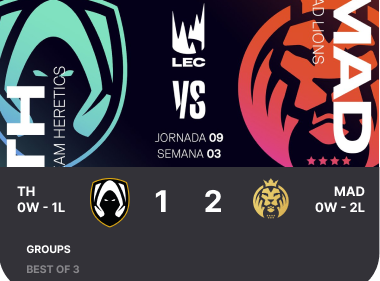 LEC
VS
TH
TEAM HERETICS
MAD
MAD LIONS
JORNADA 09
SEMANA 03
TH
0W - 1L
1 2
MAD
0W - 2L
GROUPS
BEST OF 3